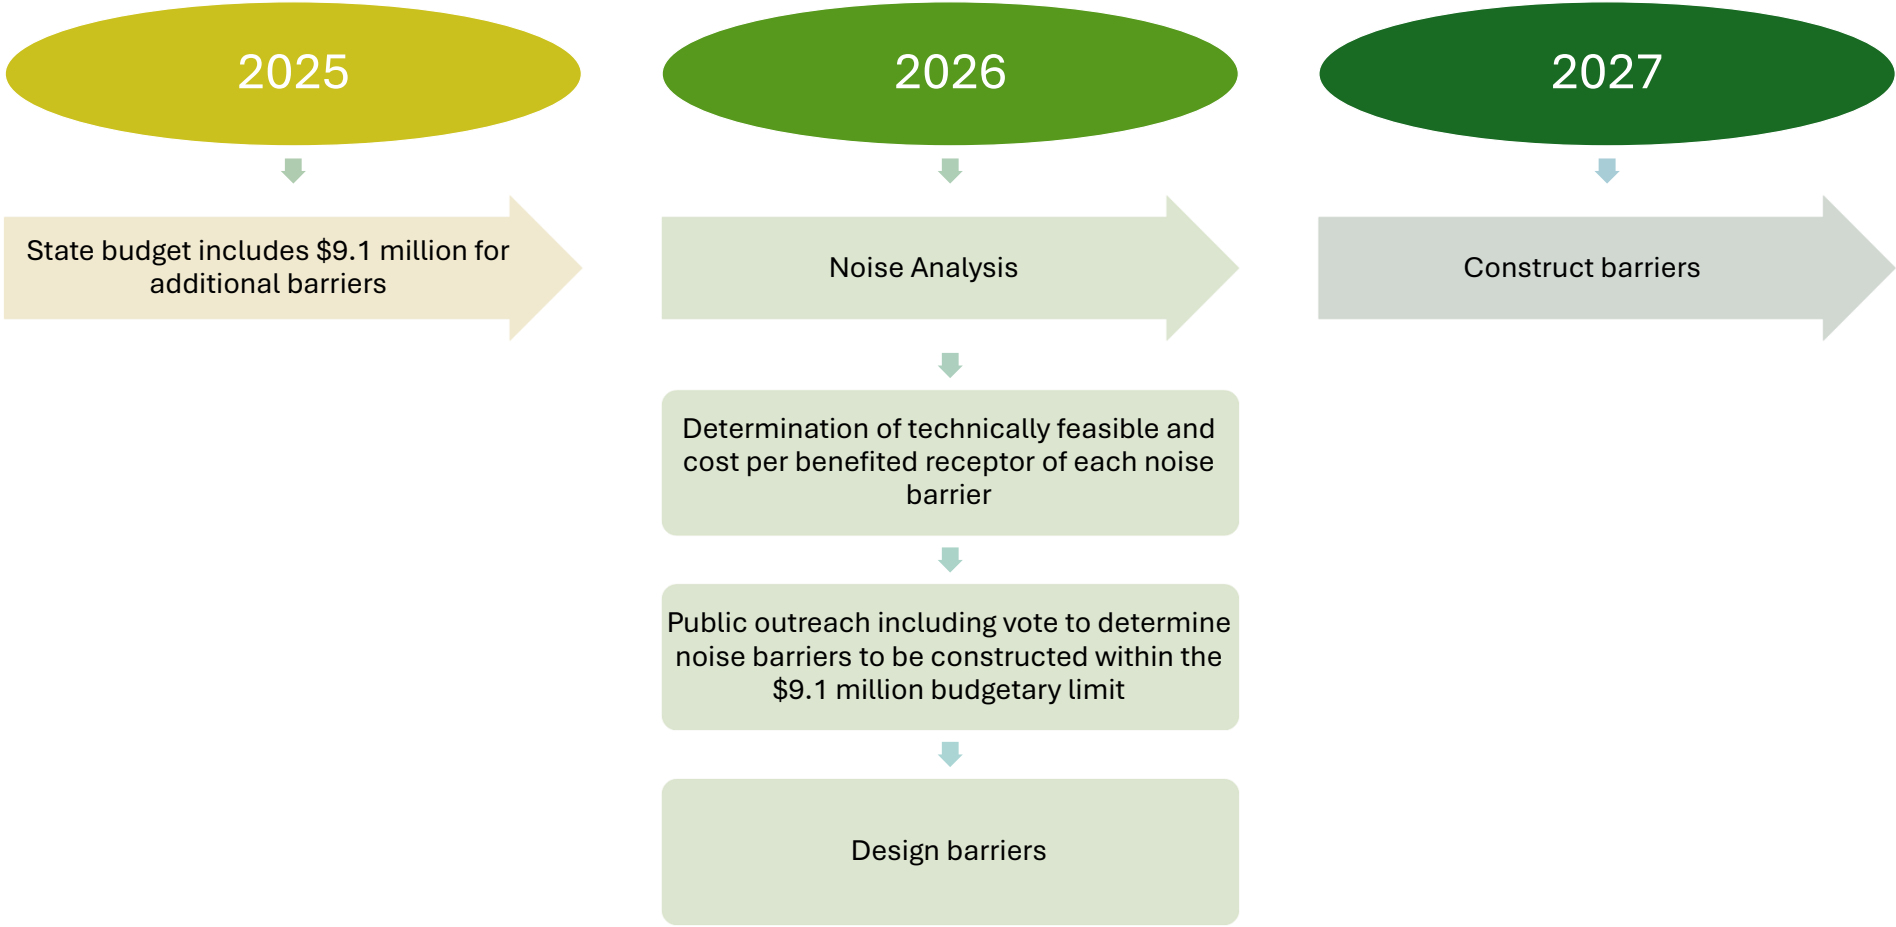 2025
State budget includes $9.1 million for
additional barriers
2026
Noise Analysis
Determination of technically feasible and
cost per benefited receptor of each noise
barrier
Public outreach including vote to determine
noise barriers to be constructed within the
$9.1 million budgetary limit
Design barriers
2027
Construct barriers